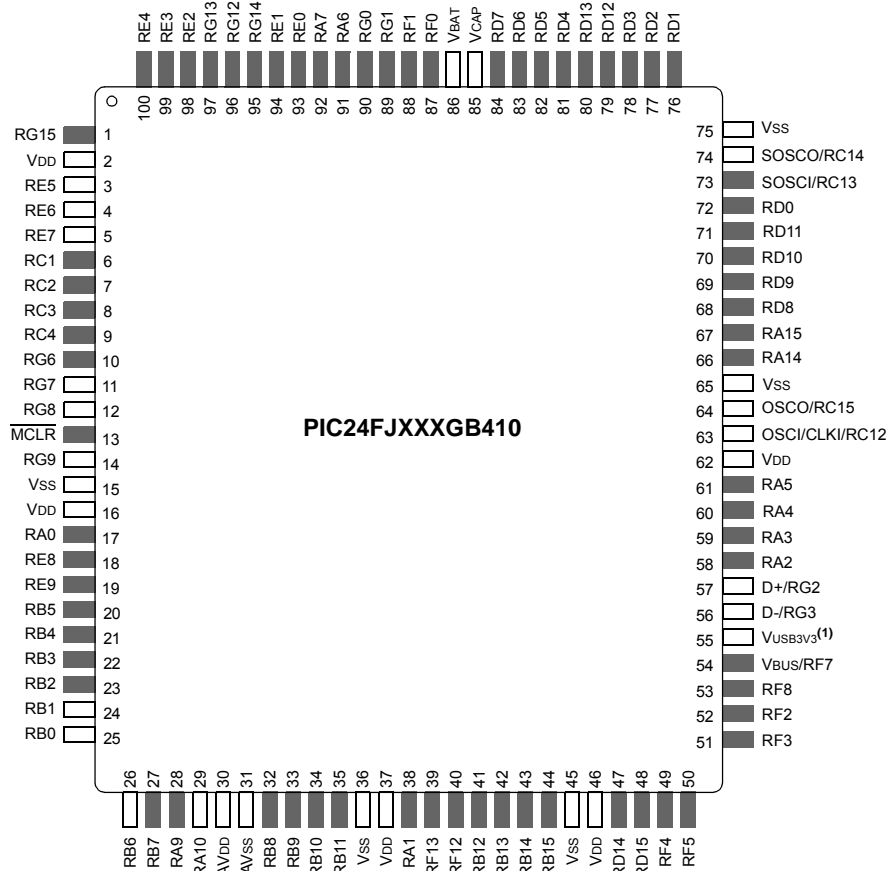 RE4 RE3 RE2 RG13 RG12 RG14 RE1 RE0 RA7 RA6 RG0 RG1 RF1 RF0 VBAT VCAP RD7 RD6 RD5 RD4 RD13 RD12 RD3 RD2 RD1
100 99 98 97 96 95 94 93 92 91 90 89 88 87 86 85 84 83 82 81 80 79 78 77 76
RG15 1
VDD 2
RE5 3
RE6 4
RE7 5
RC1 6
RC2 7
RC3 8
RC4 9
RG6 10
RG7 11
RG8 12
MCLR 13
RG9 14
VSS 15
VDD 16
RA0 17
RE8 18
RE9 19
RB5 20
RB4 21
RB3 22
RB2 23
RB1 24
RB0 25
PIC24FJXXXGB410
75 VSS
74 SOSCO/RC14
73 SOSCI/RC13
72 RD0
71 RD11
70 RD10
69 RD9
68 RD8
67 RA15
66 RA14
65 VSS
64 OSCO/RC15
63 OSCI/CLKI/RC12
62 VDD
61 RA5
60 RA4
59 RA3
58 RA2
57 D+/RG2
56 D-/RG3
55 VUSB3V3(1)
54 VBUS/RF7
53 RF8
52 RF2
51 RF3
26 27 28 29 30 31 32 33 34 35 36 37 38 39 40 41 42 43 44 45 46 47 48 49 50
RB6 RB7 RA9 RA10 AVDD AVSS RB8 RB9 RB10 RB11 VSS VDD RA1 RF13 RF12 RB12 RB13 RB14 RB15 VSS VDD RD14 RD15 RF4 RF5